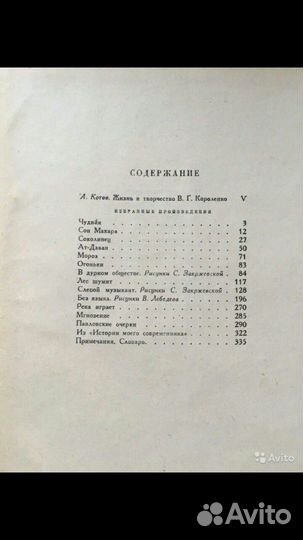 СОДЕРЖАНИЕ
А. Котов. Жизнь и творчество В. Г. Короленко V
ИЗБРАННЫЕ ПРОИЗВЕДЕНИЯ
Чудная 3
Сон Макара 12
Соколинец 27
Ат-Даван 50
Мороз 71
Огоньки 83
В дурном обществе. Рисунки С. Закржевской 84
Лес шумит 117
Слепой музыкант. Рисунки С. Закржевской 128
Без языка. Рисунки В. Лебедева 196
Река играет 270
Мгновение 285
Павловские очерки 290
Из «Истории моего современника» 322
Примечания, Словарь. 335
Avito
Avito